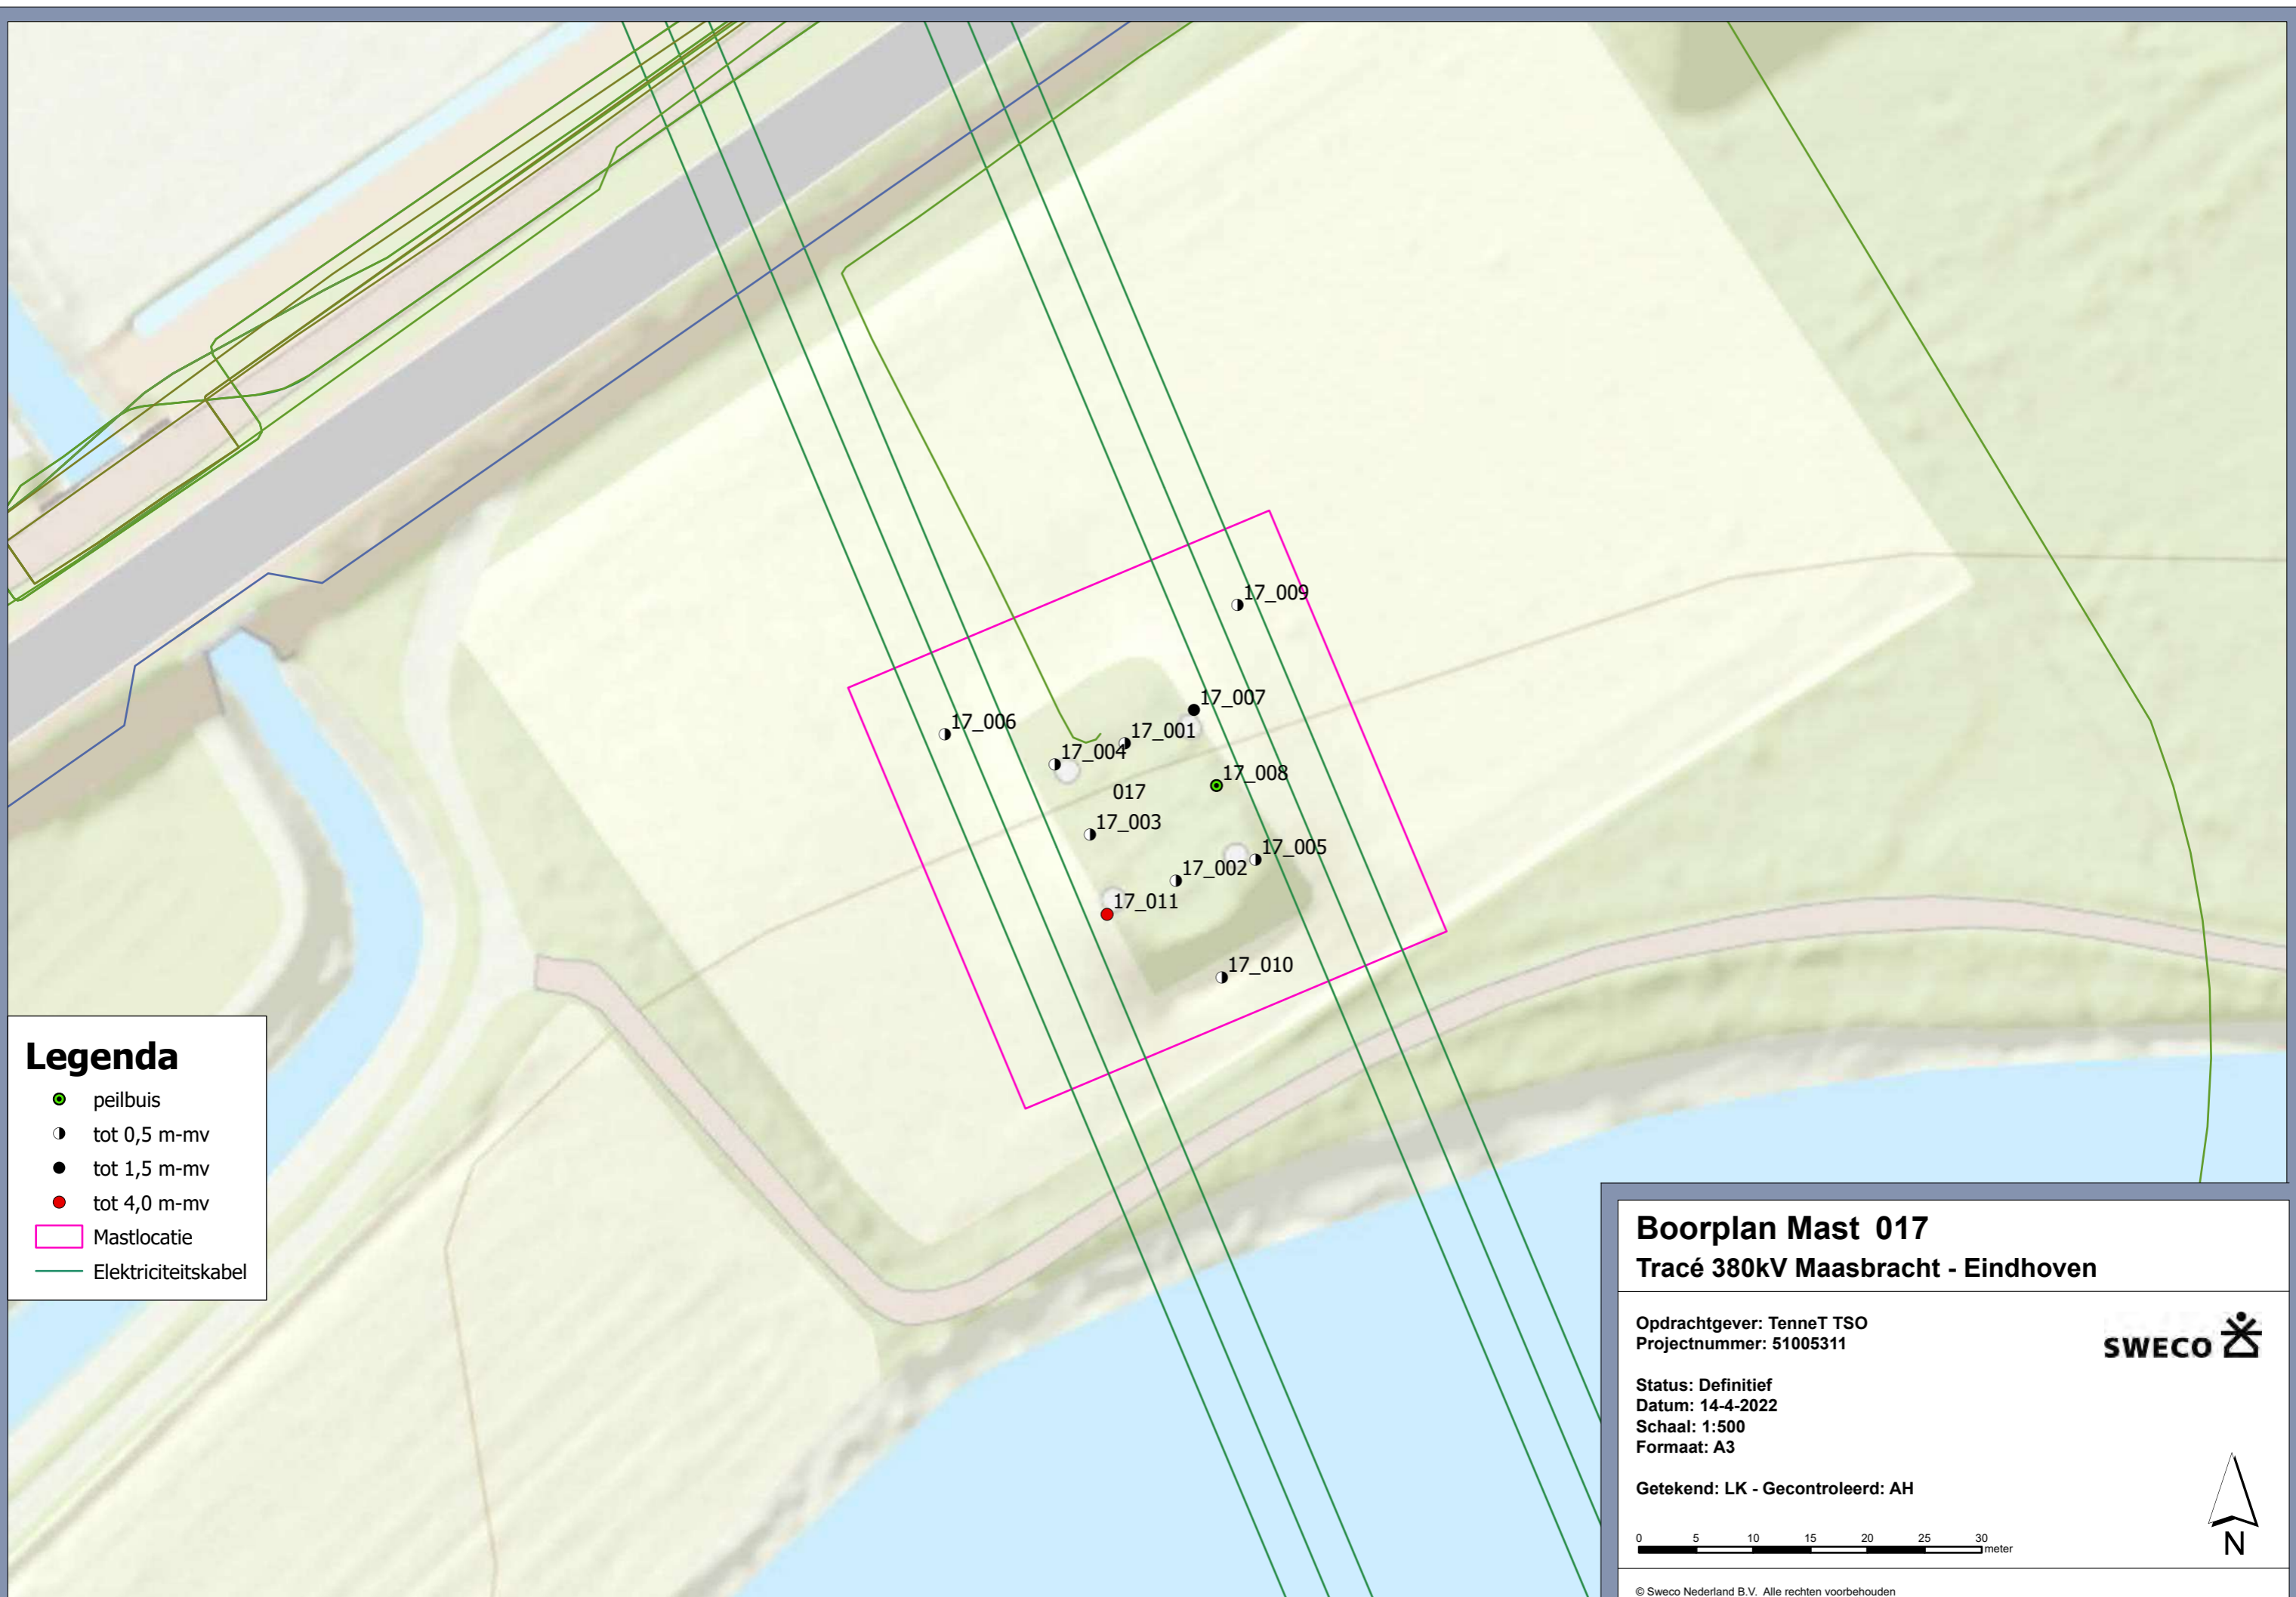 17_009
17_007
17_006
17_001
17_004
17_008
017
17_003
17_005
17_002
17_011
17_010
Legenda
peilbuis
tot 0,5 m-mv
tot 1,5 m-mv
tot 4,0 m-mv
Mastlocatie
Elektriciteitskabel
Boorplan Mast 017
Tracé 380kV Maasbracht - Eindhoven
Opdrachtgever: TenneT TSO
Projectnummer: 51005311
SWECO
Status: Definitief
Datum: 14-4-2022
Schaal: 1:500
Formaat: A3
Getekend: LK - Gecontroleerd: AH
0 5 10 15 20 25 30
meter
N
© Sweco Nederland B.V. Alle rechten voorbehouden